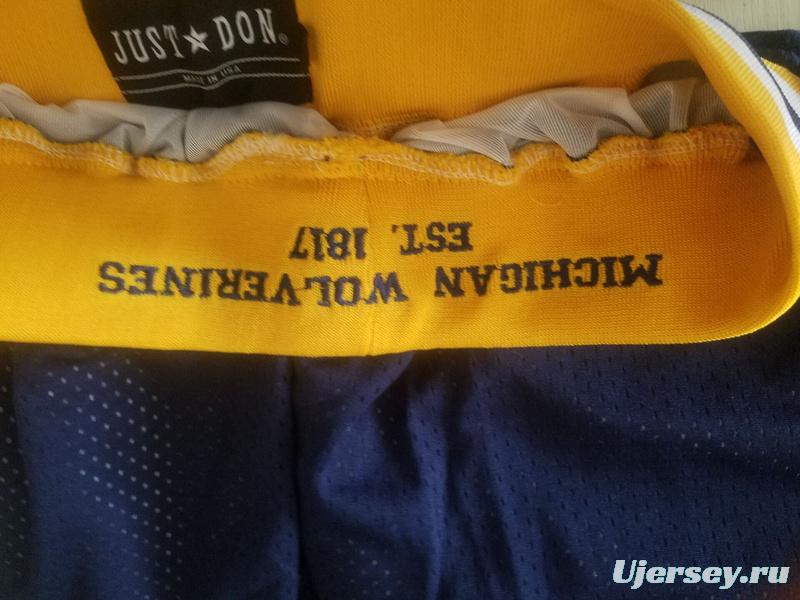 JUST★DON®
MADE IN USA
MICHIGAN WOLVERINES
EST. 1817
Ujersey.ru